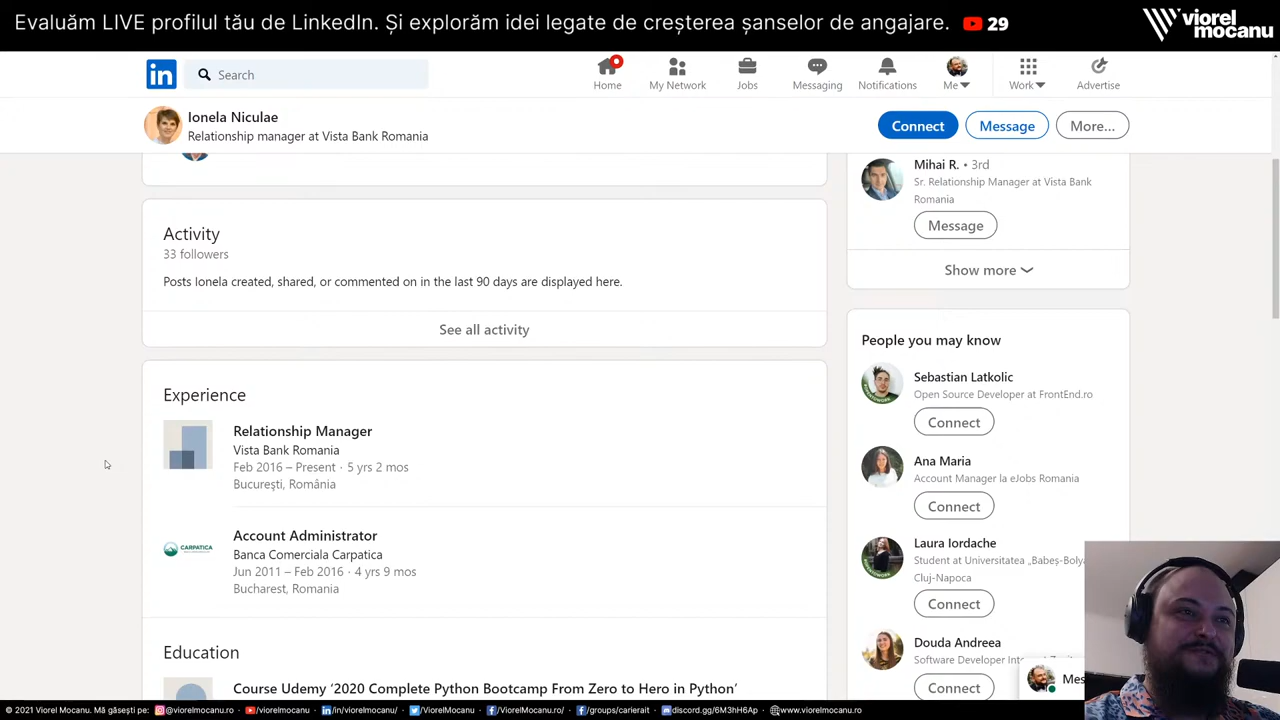 Evaluăm LIVE profilul tău de LinkedIn. Și explorăm idei legate de creșterea șanselor de angajare. 29
viorel mocanu
in
Search
Home
My Network
Jobs
Messaging
Notifications
Me
Work
Advertise
Ionela Niculae
Relationship manager at Vista Bank Romania
Connect
Message
More...
Activity
33 followers
Posts Ionela created, shared, or commented on in the last 90 days are displayed here.
See all activity
Experience
Relationship Manager
Vista Bank Romania
Feb 2016 – Present · 5 yrs 2 mos
București, România
CARPATICA
Account Administrator
Banca Comerciala Carpatica
Jun 2011 – Feb 2016 · 4 yrs 9 mos
Bucharest, Romania
Education
Course Udemy ‘2020 Complete Python Bootcamp From Zero to Hero in Python’
Mihai R. • 3rd
Sr. Relationship Manager at Vista Bank
Romania
Message
Show more
People you may know
Sebastian Latkolic
Open Source Developer at FrontEnd.ro
Connect
Ana Maria
Account Manager la eJobs Romania
Connect
Laura Iordache
Student at Universitatea „Babeș-Boly
Cluj-Napoca
Connect
Douda Andreea
Software Developer
Connect
Mes
© 2021 Viorel Mocanu. Mă găsești pe: @viorelmocanu.ro /viorelmocanu /in/viorelmocanu/ /ViorelMocanu /ViorelMocanu.ro/ /groups/carierait discord.gg/6M3hH6Ap www.viorelmocanu.ro